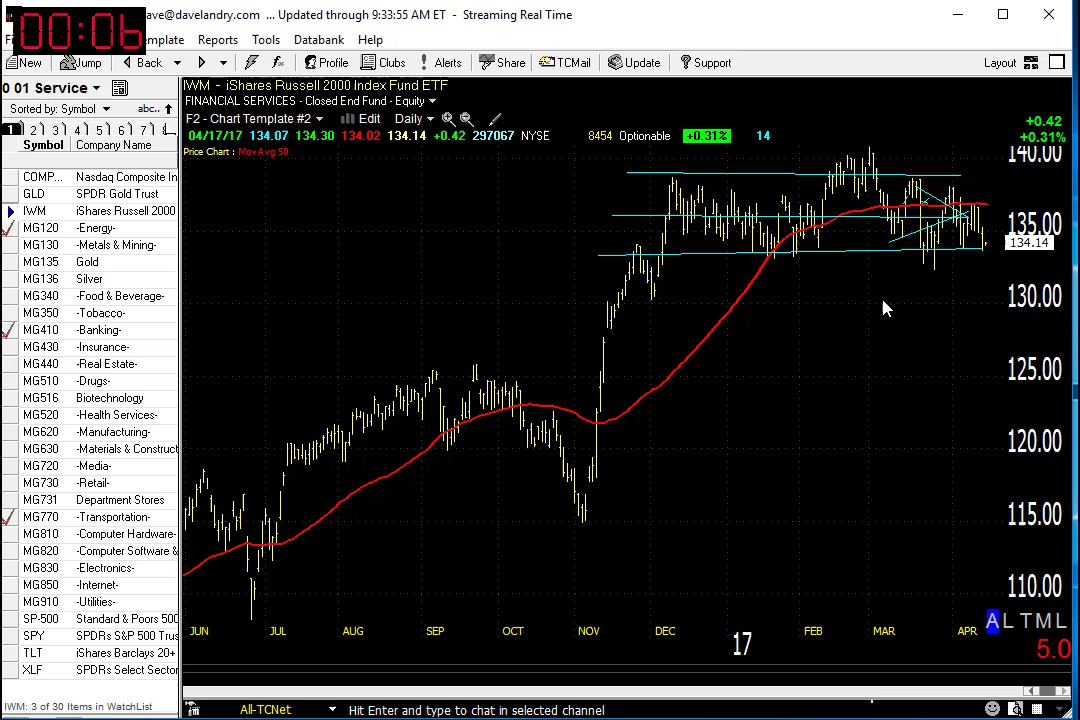 00:06
ave@davelandry.com ... Updated through 9:33:55 AM ET - Streaming Real Time
emplate Reports Tools Databank Help
New Jump Back Profile Clubs Alerts Share TCMail Update Support Layout
0 01 Service
Sorted by: Symbol abc..
1 2 3 4 5 6 7
Symbol Company Name
COMP... Nasdaq Composite In
GLD SPDR Gold Trust
IWM iShares Russell 2000
MG120 -Energy-
MG130 -Metals & Mining-
MG135 Gold
MG136 Silver
MG340 -Food & Beverage-
MG350 -Tobacco-
MG410 -Banking-
MG430 -Insurance-
MG440 -Real Estate-
MG510 -Drugs-
MG516 Biotechnology
MG520 -Health Services-
MG620 -Manufacturing-
MG630 -Materials & Construct
MG720 -Media-
MG730 -Retail-
MG731 Department Stores
MG770 -Transportation-
MG810 -Computer Hardware-
MG820 -Computer Software &
MG830 -Electronics-
MG850 -Internet-
MG910 -Utilities-
SP-500 Standard & Poors 500
SPY SPDRs S&P 500 Trus
TLT iShares Barclays 20+
XLF SPDRs Select Sector
IWM: 3 of 30 Items in WatchList
IWM - iShares Russell 2000 Index Fund ETF
FINANCIAL SERVICES - Closed End Fund - Equity
F2 - Chart Template #2 Edit Daily
04/17/17 134.07 134.30 134.02 134.14 +0.42 297067 NYSE 8454 Optionable +0.31% 14
+0.42
+0.31%
Price Chart : MovAvg 50
140.00
135.00
134.14
130.00
125.00
120.00
115.00
110.00
JUN JUL AUG SEP OCT NOV DEC 17 FEB MAR APR
A L T M L
5.0
All-TCNet Hit Enter and type to chat in selected channel